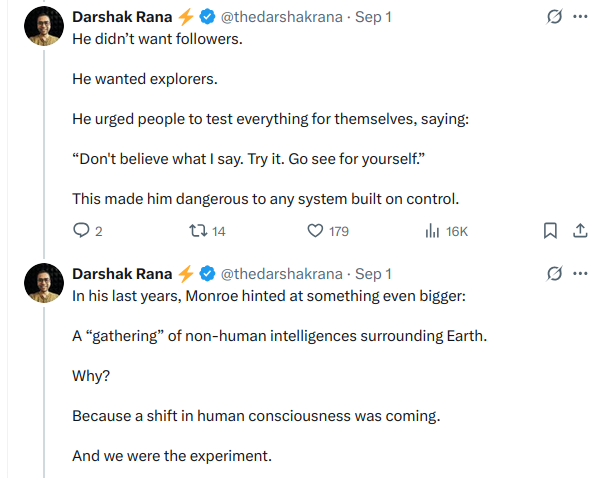 Darshak Rana ⚡ @thedarshakrana · Sep 1
He didn’t want followers.
He wanted explorers.
He urged people to test everything for themselves, saying:
“Don't believe what I say. Try it. Go see for yourself.”
This made him dangerous to any system built on control.
2 14 179 16K
Darshak Rana ⚡ @thedarshakrana · Sep 1
In his last years, Monroe hinted at something even bigger:
A “gathering” of non-human intelligences surrounding Earth.
Why?
Because a shift in human consciousness was coming.
And we were the experiment.